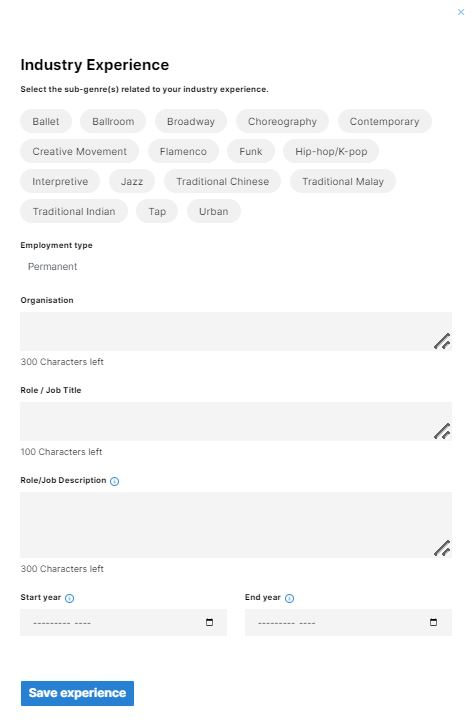 Industry Experience
Select the sub-genre(s) related to your industry experience.
Ballet Ballroom Broadway Choreography Contemporary
Creative Movement Flamenco Funk Hip-hop/K-pop
Interpretive Jazz Traditional Chinese Traditional Malay
Traditional Indian Tap Urban
Employment type
Permanent
Organisation
300 Characters left
Role / Job Title
100 Characters left
Role/Job Description
300 Characters left
Start year End year
--------- ---- --------- ----
Save experience